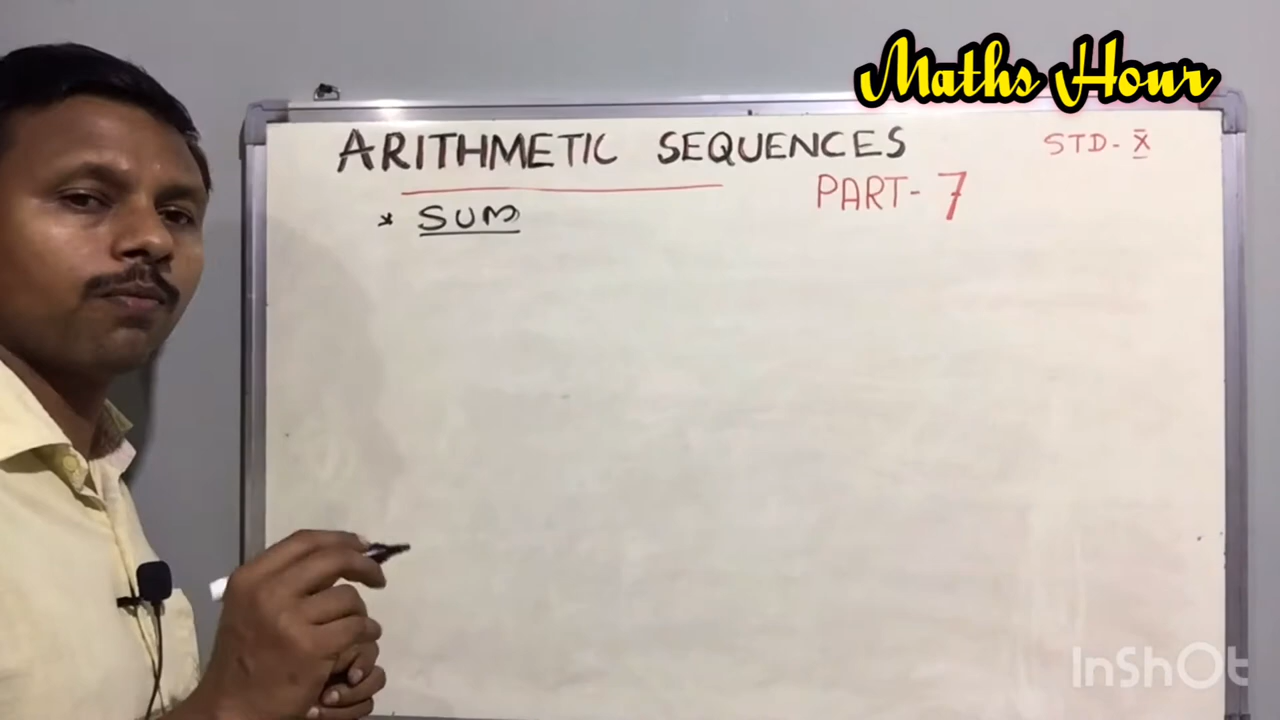 Maths Hour
ARITHMETIC SEQUENCES
STD - X
PART - 7
* SUM
InShOt